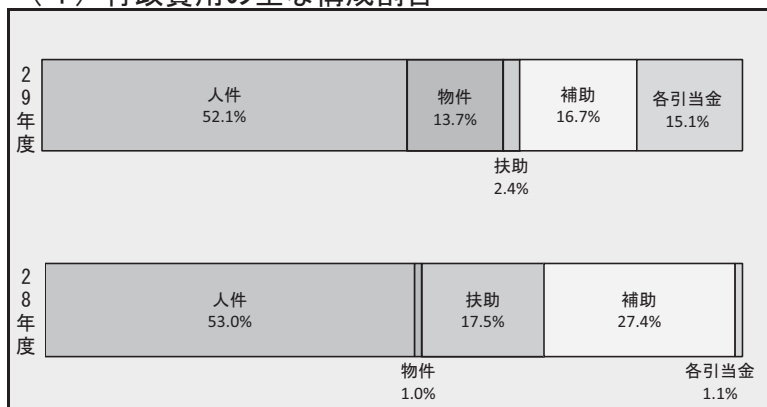 29年度
人件
52.1%
物件
13.7%
補助
16.7%
各引当金
15.1%
扶助
2.4%
28年度
人件
53.0%
扶助
17.5%
補助
27.4%
物件
1.0%
各引当金
1.1%